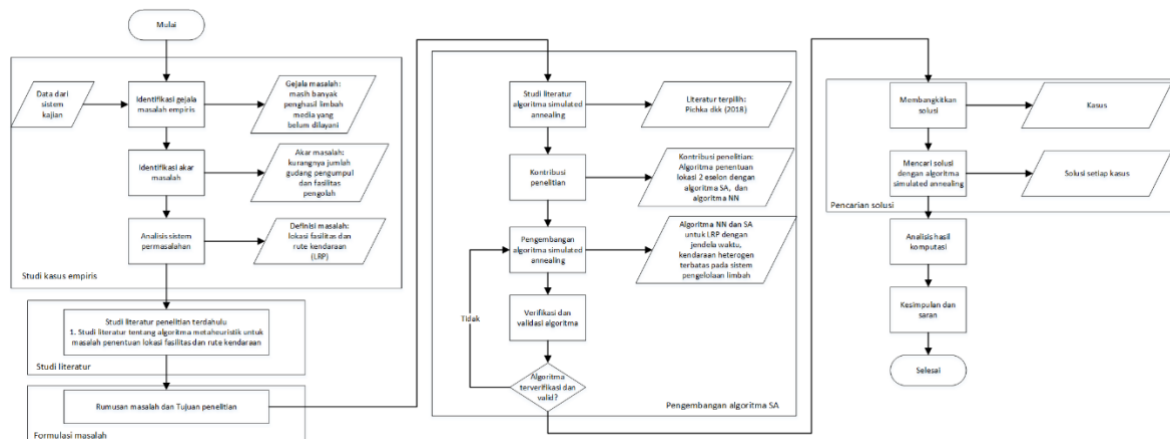 Mulai
Data dari
sistem
kajian
Identifikasi gejala
masalah empiris
Gejala masalah:
masih banyak
penghasil limbah
media yang
belum dilayani
Identifikasi akar
masalah
Akar masalah:
kurangnya jumlah
gudang pengumpul
dan fasilitas
pengolah
Analisis sistem
permasalahan
Definisi masalah:
lokasi fasilitas dan
rute kendaraan
(LRP)
Studi kasus empiris
Studi literatur penelitian terdahulu
1. Studi literatur tentang algoritma metaheuristik untuk
masalah penentuan lokasi fasilitas dan rute kendaraan
Studi literatur
Rumusan masalah dan Tujuan penelitian
Formulasi masalah
Studi literatur
algoritma simulated
annealing
Literatur terpilih:
Pichka dkk (2018)
Kontribusi
penelitian
Kontribusi penelitian:
Algoritma penentuan
lokasi 2 eselon dengan
algoritma SA, dan
algoritma NN
Pengembangan
algoritma simulated
annealing
Algoritma NN dan SA
untuk LRP dengan
jendela waktu,
kendaraan heterogen
terbatas pada sistem
pengelolaan limbah
Tidak
Verifikasi dan
validasi algoritma
Algoritma
terverifikasi dan
valid?
Pengembangan algoritma SA
Membangkitkan
solusi
Kasus
Mencari solusi
dengan algoritma
simulated annealing
Solusi setiap kasus
Pencarian solusi
Analisis hasil
komputasi
Kesimpulan dan
saran
Selesai